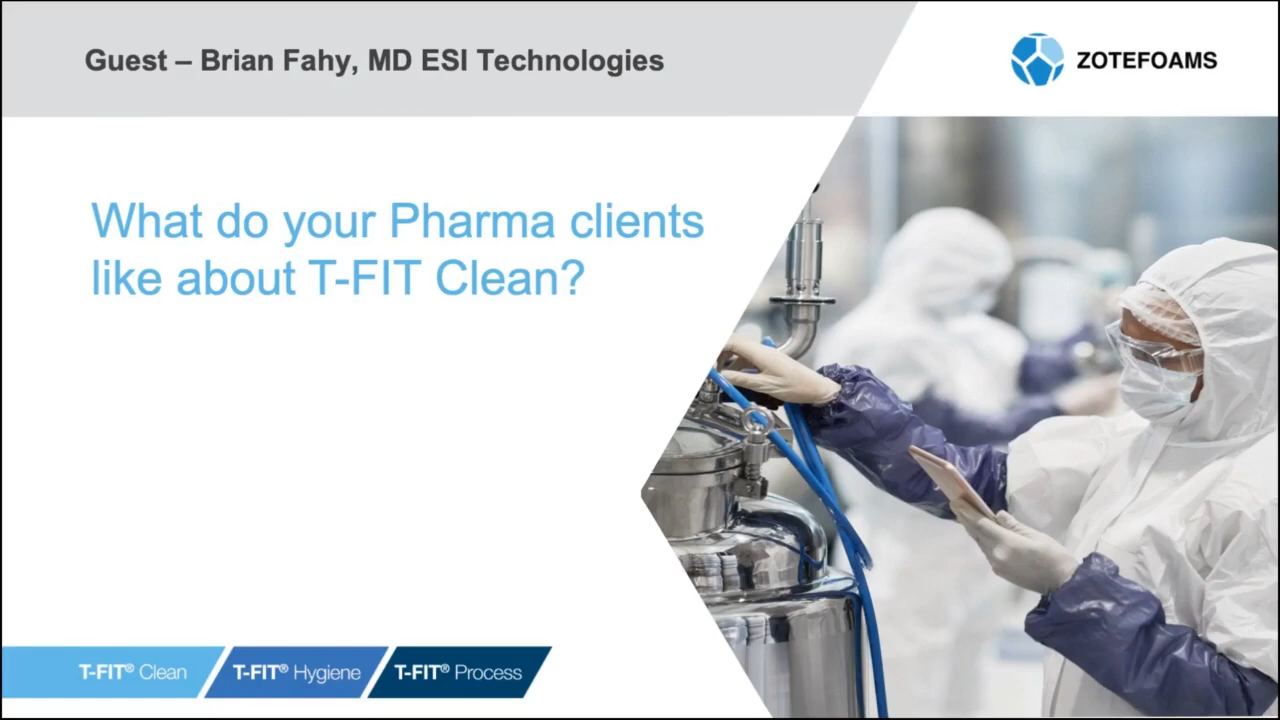 Guest – Brian Fahy, MD ESI Technologies
ZOTEFOAMS
What do your Pharma clients
like about T-FIT Clean?
T-FIT® Clean
T-FIT® Hygiene
T-FIT® Process